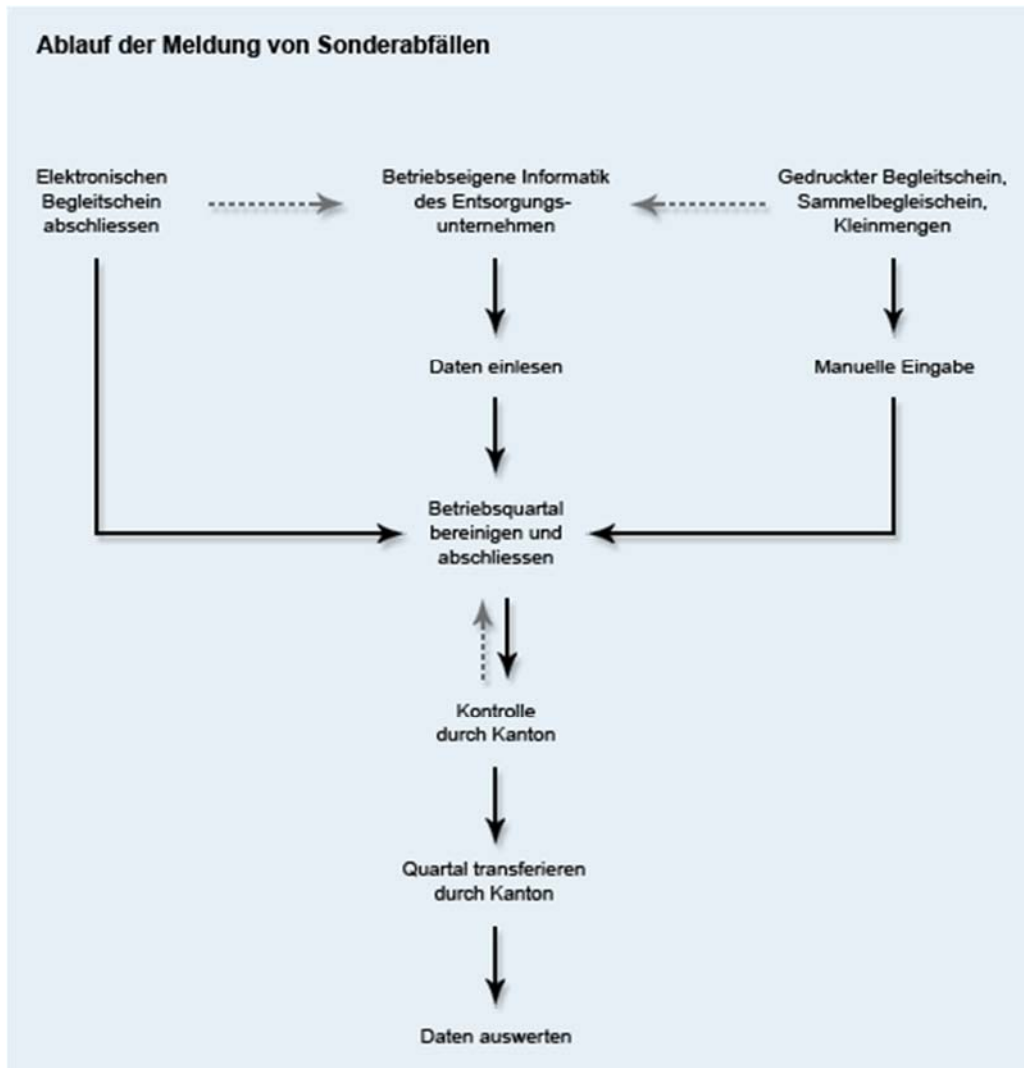 Ablauf der Meldung von Sonderabfällen
Elektronischen
Begleitschein
abschliessen
Betriebseigene Informatik
des Entsorgungs-
unternehmen
Gedruckter Begleitschein,
Sammelbegleischein,
Kleinmengen
Daten einlesen
Manuelle Eingabe
Betriebsquartal
bereinigen und
abschliessen
Kontrolle
durch Kanton
Quartal transferieren
durch Kanton
Daten auswerten